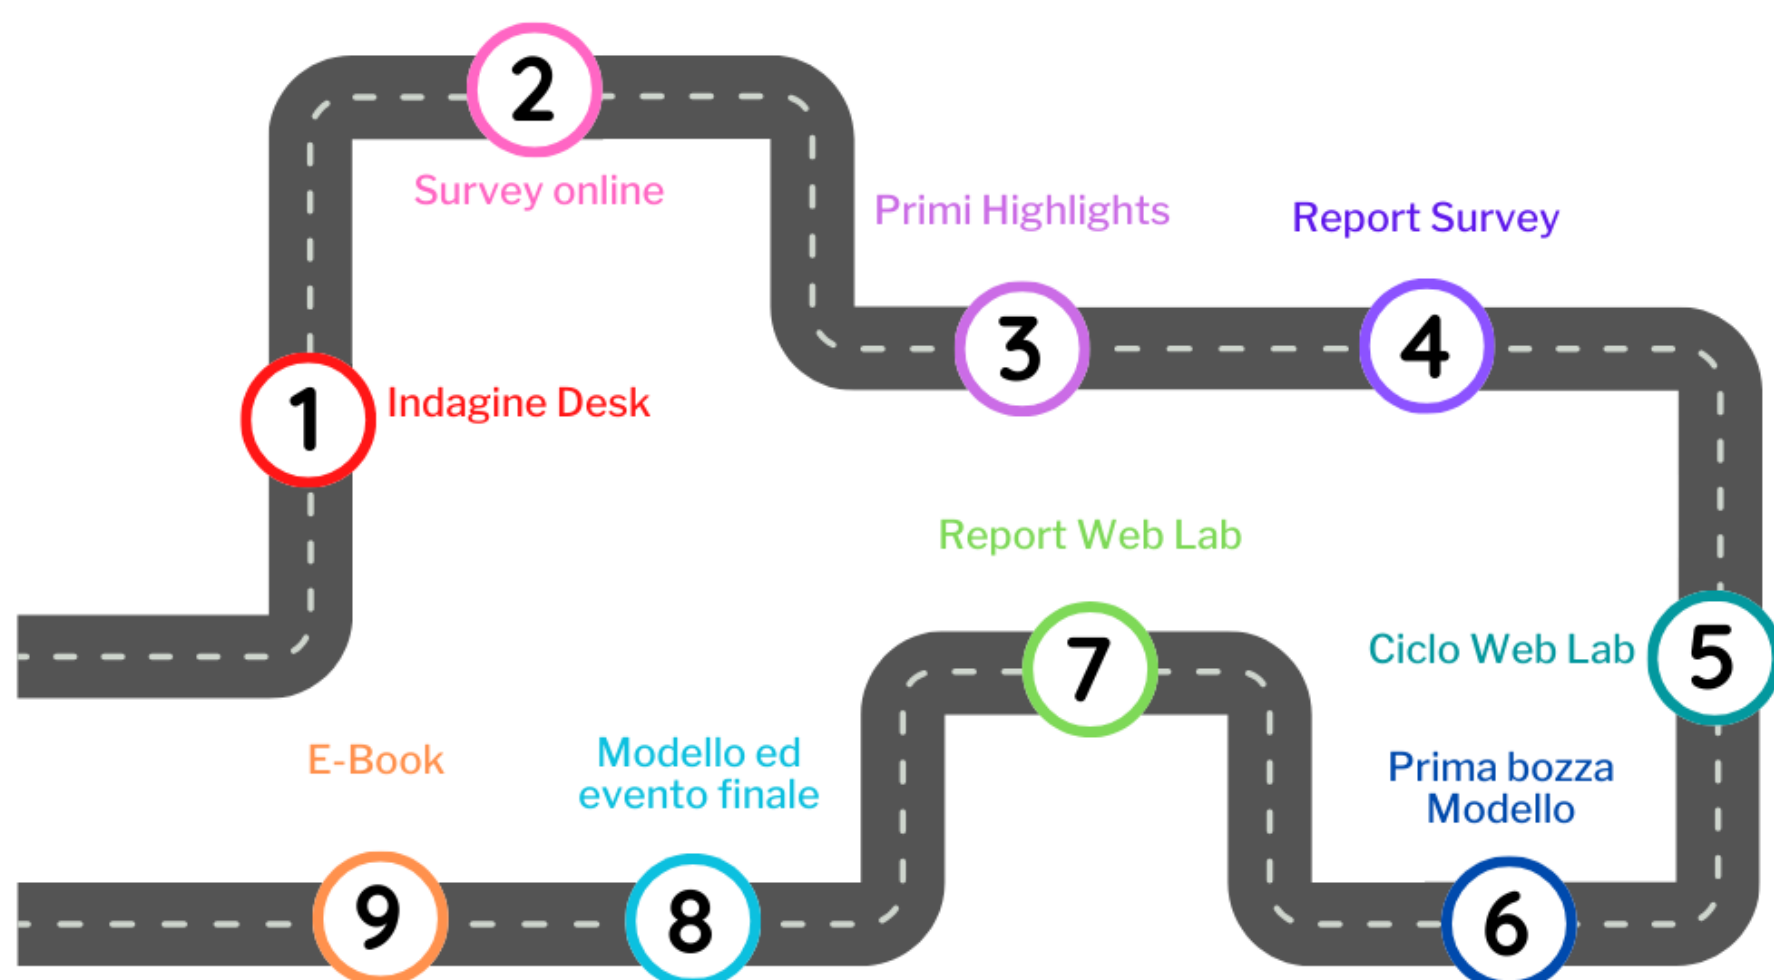 1
Indagine Desk
2
Survey online
Primi Highlights
3
Report Survey
4
Ciclo Web Lab
5
Prima bozza
Modello
6
Report Web Lab
7
Modello ed
evento finale
8
E-Book
9